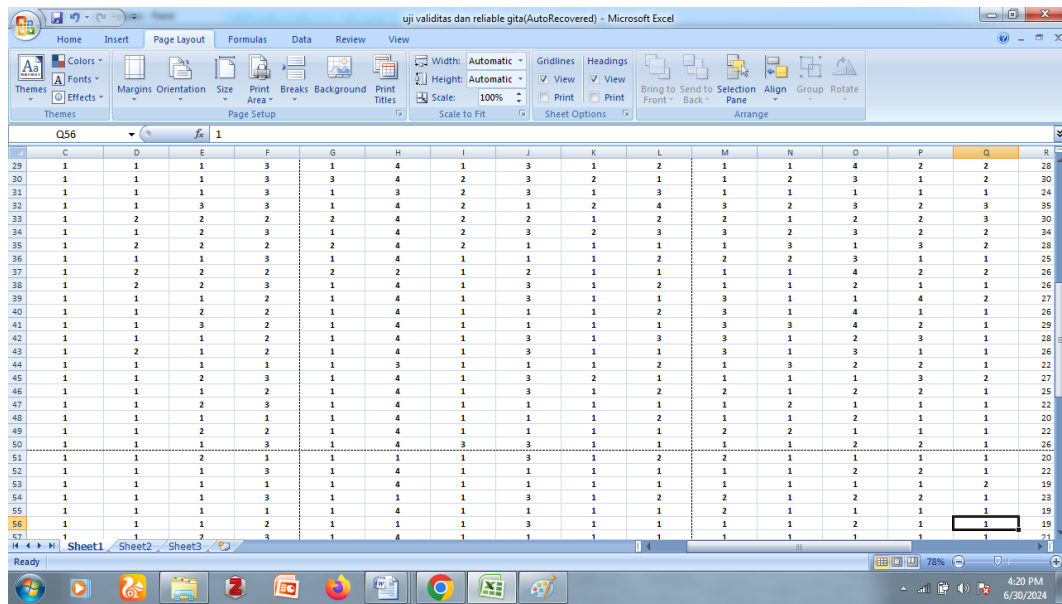 uji validitas dan reliable gita(AutoRecovered) - Microsoft Excel
Home Insert Page Layout Formulas Data Review View
Colors Width: Automatic Gridlines Headings
Aa Fonts Height: Automatic View View
Themes Effects Margins Orientation Size Print Area Breaks Background Print Titles Scale: 100% Print Print Bring to Front Send to Back Selection Pane Align Group Rotate
Themes Page Setup Scale to Fit Sheet Options Arrange
Q56 fx 1
C D E F G H I J K L M N O P Q R
29 1 1 1 3 1 4 1 3 1 2 1 1 4 2 2 28
30 1 1 1 3 3 4 2 3 2 1 1 2 3 1 2 30
31 1 1 1 3 1 3 2 3 1 3 1 1 1 1 1 24
32 1 1 3 3 1 4 2 1 2 4 3 2 3 2 3 35
33 1 2 2 2 2 4 2 2 1 2 2 1 2 2 3 30
34 1 1 2 3 1 4 2 3 2 3 3 2 3 2 2 34
35 1 2 2 2 2 4 2 1 1 1 1 3 1 3 2 28
36 1 1 1 3 1 4 1 1 1 2 2 2 3 1 1 25
37 1 2 2 2 2 2 1 2 1 1 1 1 4 2 2 26
38 1 2 2 3 1 4 1 3 1 2 1 1 2 1 1 26
39 1 1 1 2 1 4 1 3 1 1 3 1 1 4 2 27
40 1 1 2 2 1 4 1 1 1 2 3 1 4 1 1 26
41 1 1 3 2 1 4 1 1 1 1 3 3 4 2 1 29
42 1 1 1 2 1 4 1 3 1 3 3 1 2 3 1 28
43 1 2 1 2 1 4 1 3 1 1 3 1 3 1 1 26
44 1 1 1 1 1 3 1 1 1 2 1 3 2 2 1 22
45 1 1 2 3 1 4 1 3 2 1 1 1 1 3 2 27
46 1 1 1 2 1 4 1 3 1 2 2 1 2 2 1 25
47 1 1 2 3 1 4 1 1 1 1 1 2 1 1 1 22
48 1 1 1 1 1 4 1 1 1 2 1 1 2 1 1 20
49 1 1 2 2 1 4 1 1 1 1 2 2 1 1 1 22
50 1 1 1 3 1 4 3 3 1 1 1 1 2 2 1 26
51 1 1 2 1 1 1 1 3 1 2 2 1 1 1 1 20
52 1 1 1 3 1 4 1 1 1 1 1 1 2 2 1 22
53 1 1 1 1 1 4 1 1 1 1 1 1 1 1 2 19
54 1 1 1 3 1 1 1 3 1 2 2 1 2 2 1 23
55 1 1 1 1 1 4 1 1 1 1 2 1 1 1 1 19
56 1 1 1 2 1 1 1 3 1 1 1 1 2 1 1 19
57 1 1 2 3 1 4 1 1 1 1 1 1 1 1 1 21
Sheet1 Sheet2 Sheet3
Ready 78%
4:20 PM
6/30/2024